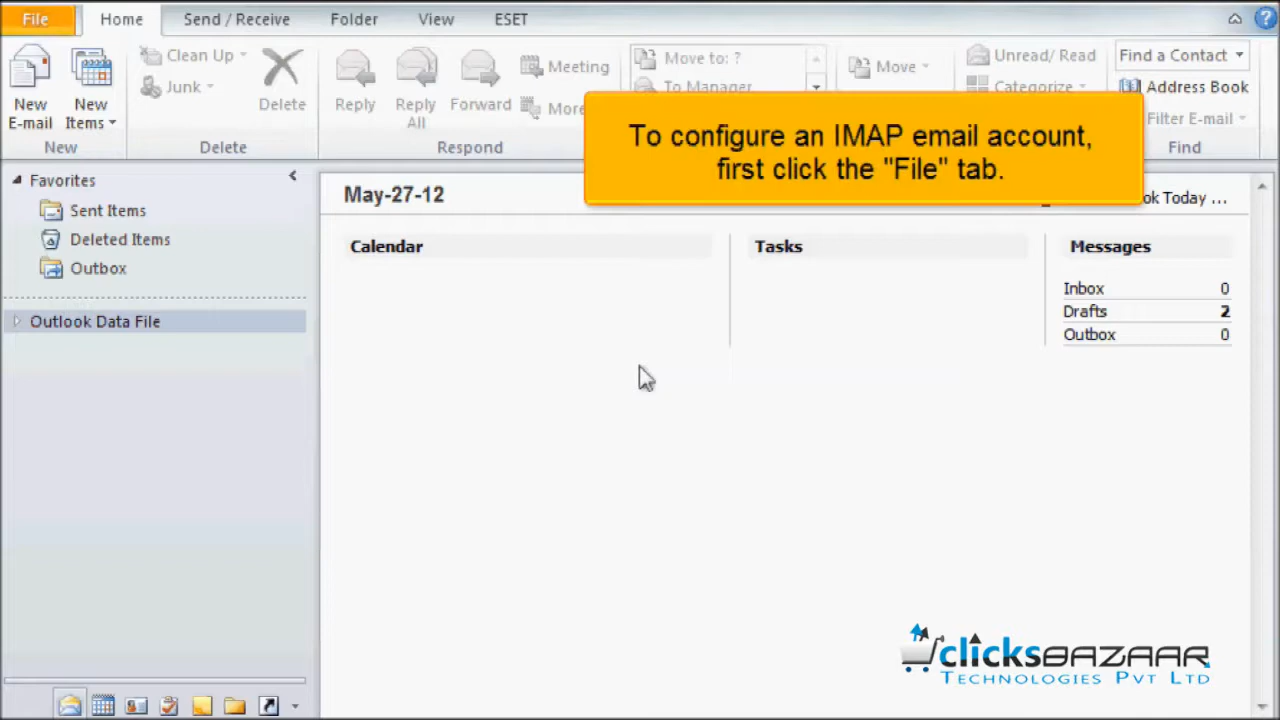 File Home Send / Receive Folder View ESET
Clean Up
Junk
New E-mail
New Items
Delete
Reply
Reply All
Forward
Meeting
Move to: ?
To Manager
Move
Unread/ Read
Categorize
Find a Contact
Address Book
Filter E-mail
New Delete Respond Find
To configure an IMAP email account,
first click the "File" tab.
Favorites
Sent Items
Deleted Items
Outbox
Outlook Data File
May-27-12
Today ...
Calendar Tasks Messages
Inbox 0
Drafts 2
Outbox 0
clicksBAZAAR
TECHNOLOGIES PVT LTD